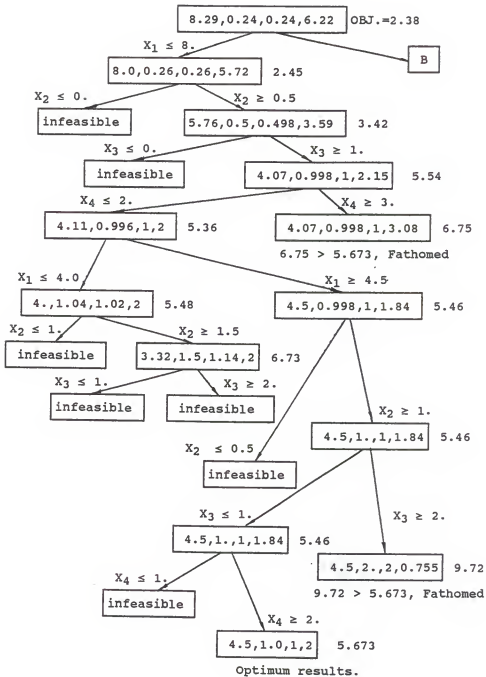 8.29,0.24,0.24,6.22 OBJ.=2.38
X1 ≤ 8.
B
8.0,0.26,0.26,5.72 2.45
X2 ≤ 0.
X2 ≥ 0.5
infeasible
5.76,0.5,0.498,3.59 3.42
X3 ≤ 0.
X3 ≥ 1.
infeasible
4.07,0.998,1,2.15 5.54
X4 ≤ 2.
X4 ≥ 3.
4.11,0.996,1,2 5.36
4.07,0.998,1,3.08 6.75
6.75 > 5.673, Fathomed
X1 ≤ 4.0
X1 ≥ 4.5
4.,1.04,1.02,2 5.48
4.5,0.998,1,1.84 5.46
X2 ≤ 1.
X2 ≥ 1.5
infeasible
3.32,1.5,1.14,2 6.73
X3 ≤ 1.
X3 ≥ 2.
infeasible
infeasible
X2 ≥ 1.
4.5,1.,1,1.84 5.46
X2 ≤ 0.5
infeasible
X3 ≤ 1.
X3 ≥ 2.
4.5,1.,1,1.84 5.46
4.5,2.,2,0.755 9.72
9.72 > 5.673, Fathomed
X4 ≤ 1.
infeasible
X4 ≥ 2.
4.5,1.0,1,2 5.673
Optimum results.